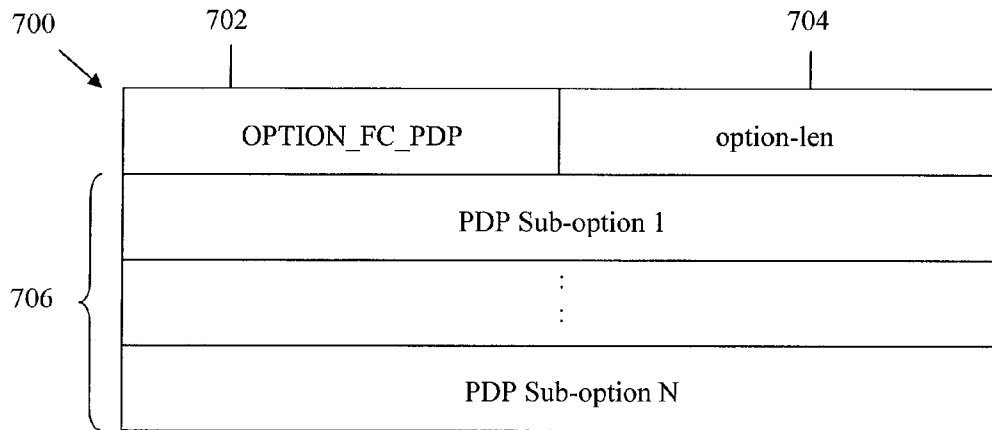 700
702
704
OPTION_FC_PDP
option-len
PDP Sub-option 1
706
PDP Sub-option N